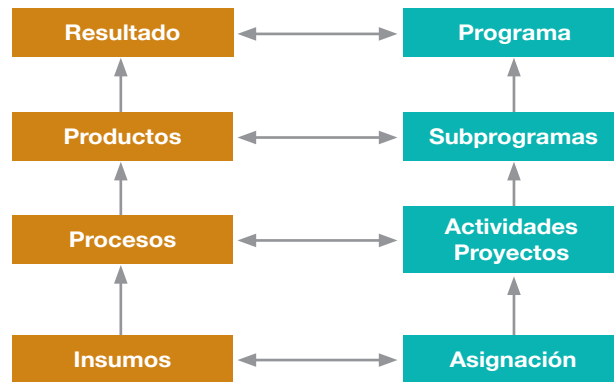 Resultado
Programa
Productos
Subprogramas
Procesos
Actividades
Proyectos
Insumos
Asignación